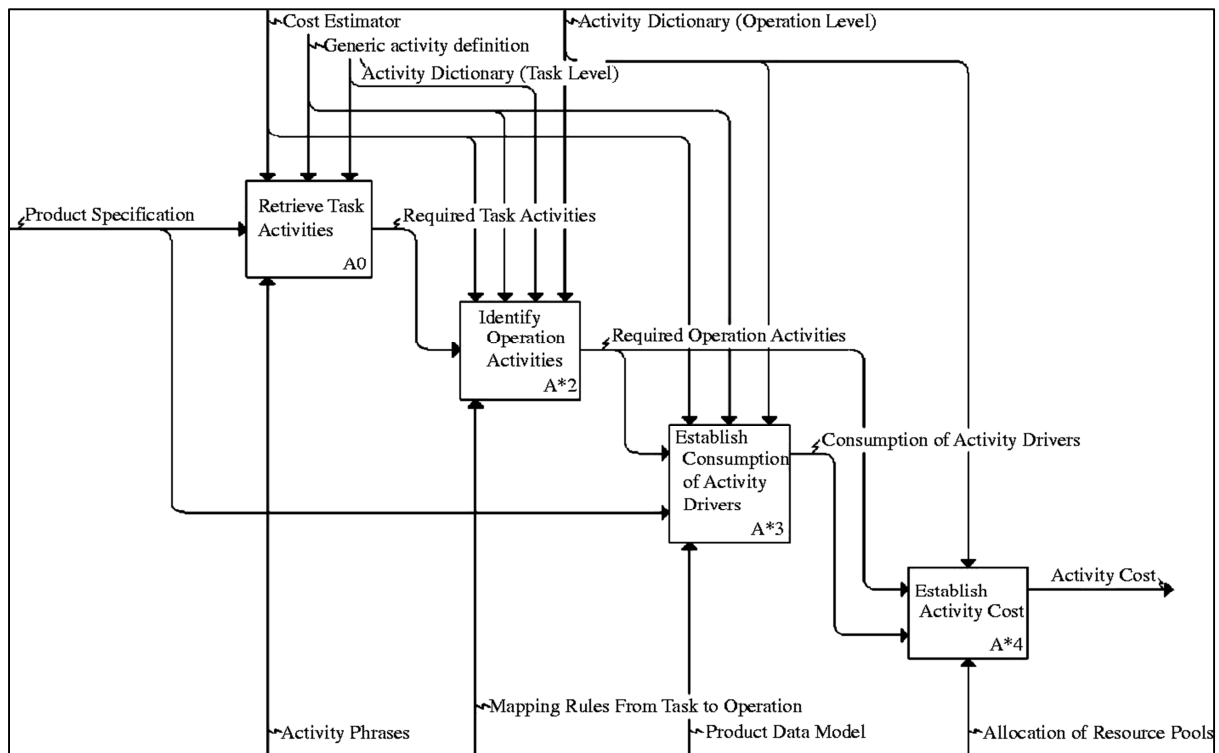 Cost Estimator
Activity Dictionary (Operation Level)
Generic activity definition
Activity Dictionary (Task Level)
Product Specification
Retrieve Task
Activities
A0
Required Task Activities
Identify
Operation
Activities
A*2
Required Operation Activities
Establish
Consumption
of Activity
Drivers
A*3
Consumption of Activity Drivers
Establish
Activity Cost
A*4
Activity Cost
Mapping Rules From Task to Operation
Activity Phrases
Product Data Model
Allocation of Resource Pools